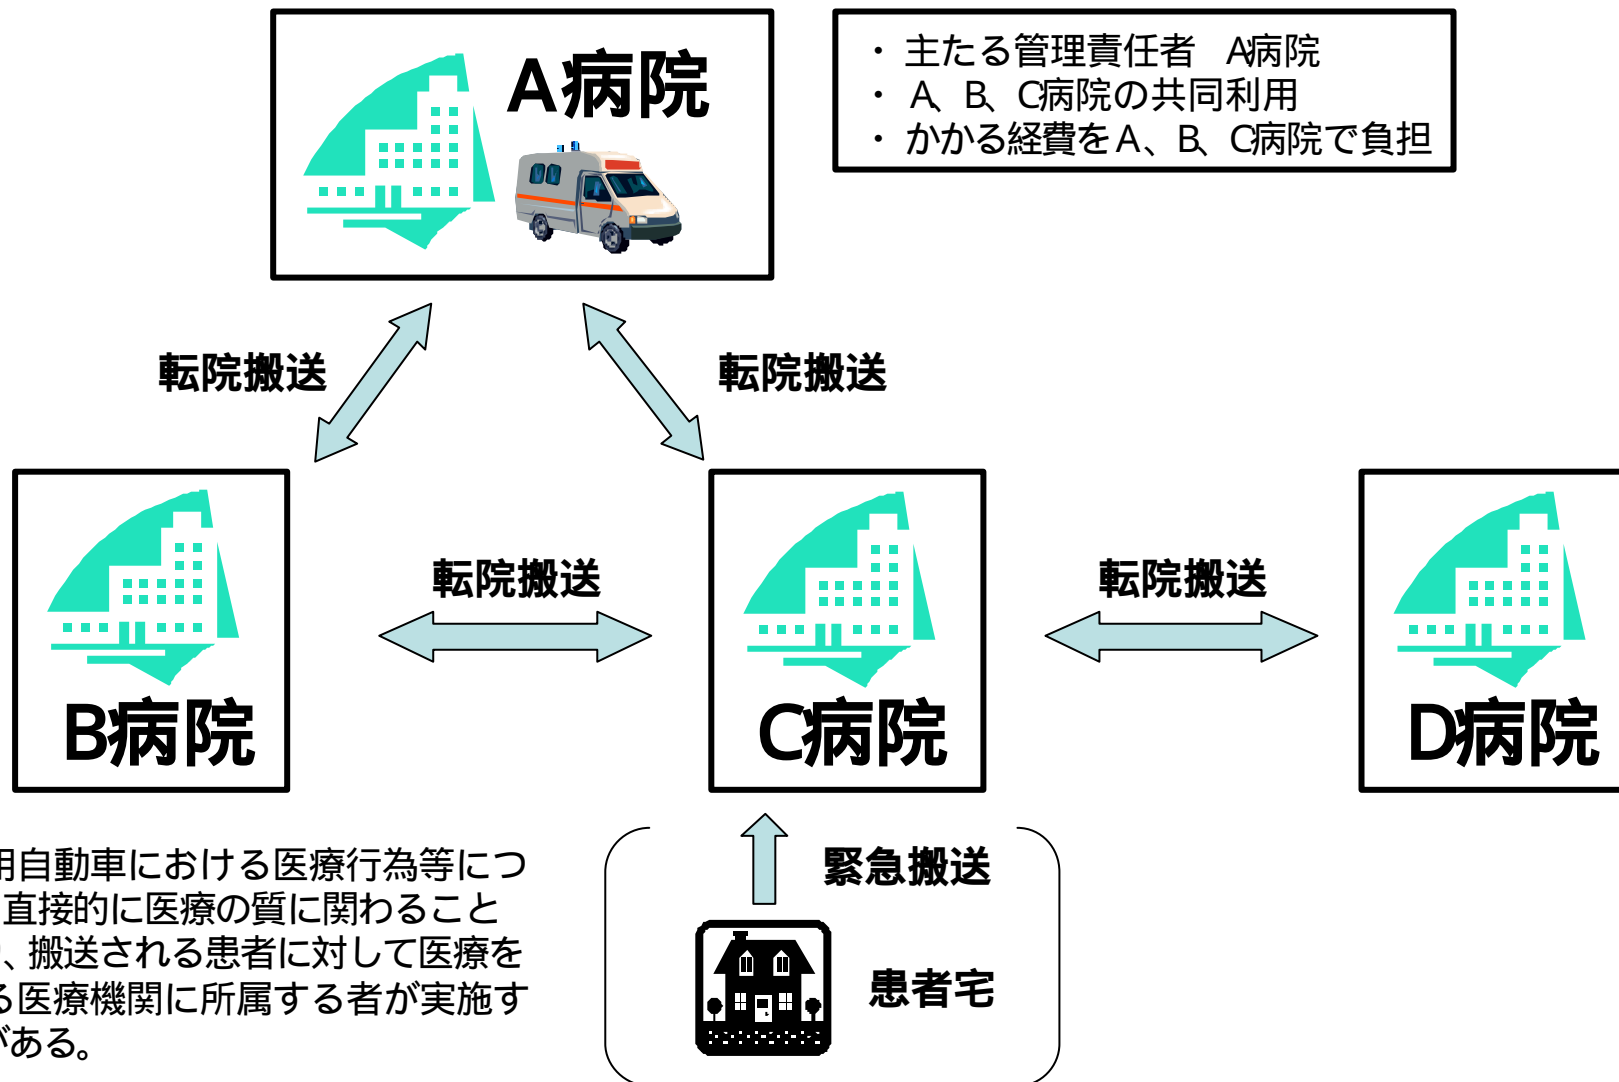 A病院
・ 主たる管理責任者　A病院
・ A、B、C病院の共同利用
・ かかる経費をA、B、C病院で負担
転院搬送
転院搬送
転院搬送
転院搬送
B病院
C病院
D病院
用自動車における医療行為等につ
直接的に医療の質に関わること
、搬送される患者に対して医療を
る医療機関に所属する者が実施す
がある。
緊急搬送
患者宅